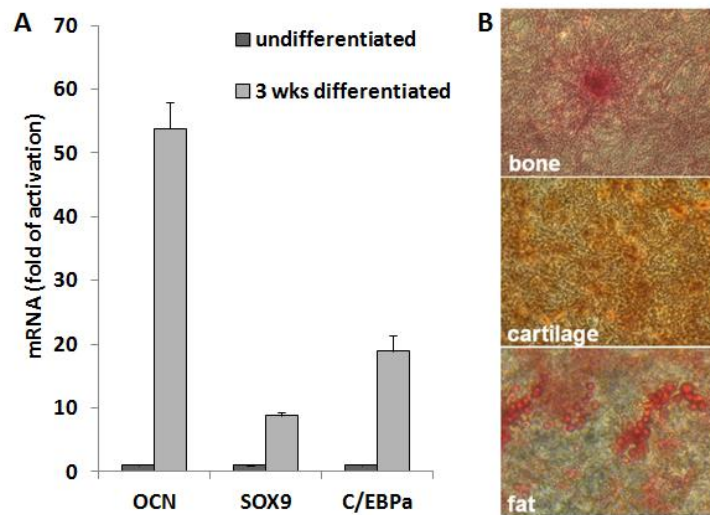 A
70
60
50
40
30
20
10
0
mRNA (fold of activation)
undifferentiated
3 wks differentiated
OCN SOX9 C/EBPa
B
bone
cartilage
fat